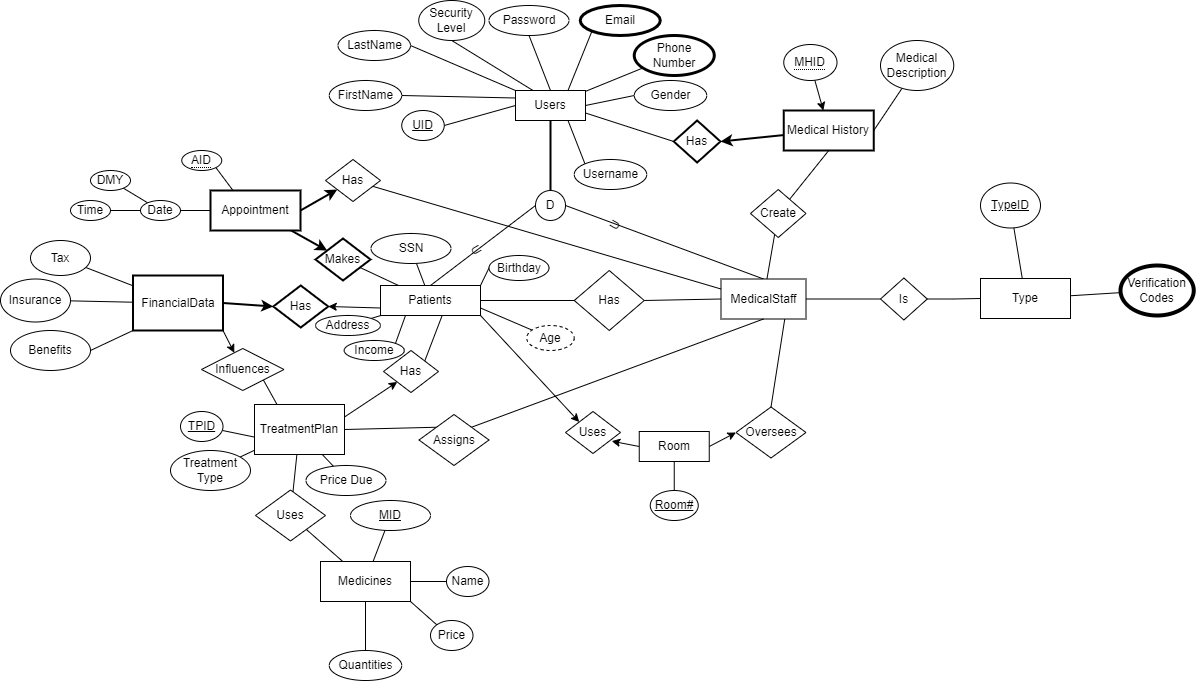 Security
Level
Password
Email
LastName
Phone
Number
MHID
Medical
Description
FirstName
Users
Gender
UID
Has
Medical History
AID
Username
DMY
Has
Time
Date
Appointment
D
Create
TypeID
Tax
Makes
SSN
Birthday
Insurance
FinancialData
Has
Patients
Has
MedicalStaff
Is
Type
Verification
Codes
Address
Benefits
Income
Age
Influences
Has
TPID
TreatmentPlan
Assigns
Uses
Room
Oversees
Treatment
Type
Price Due
Room#
Uses
MID
Medicines
Name
Price
Quantities